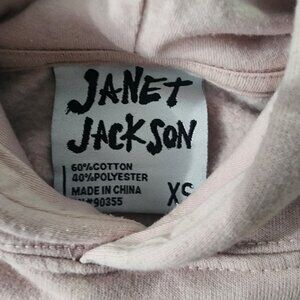 JANET
JACKSON
60%COTTON
40%POLYESTER
MADE IN CHINA
#90355
XS